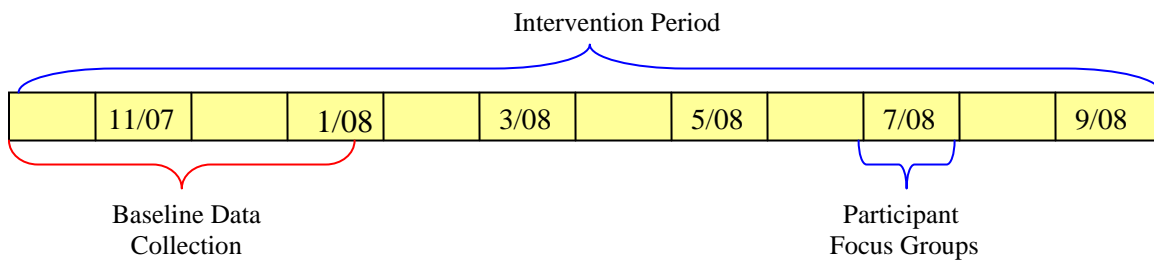 Intervention Period
11/07 1/08 3/08 5/08 7/08 9/08
Baseline Data
Collection
Participant
Focus Groups